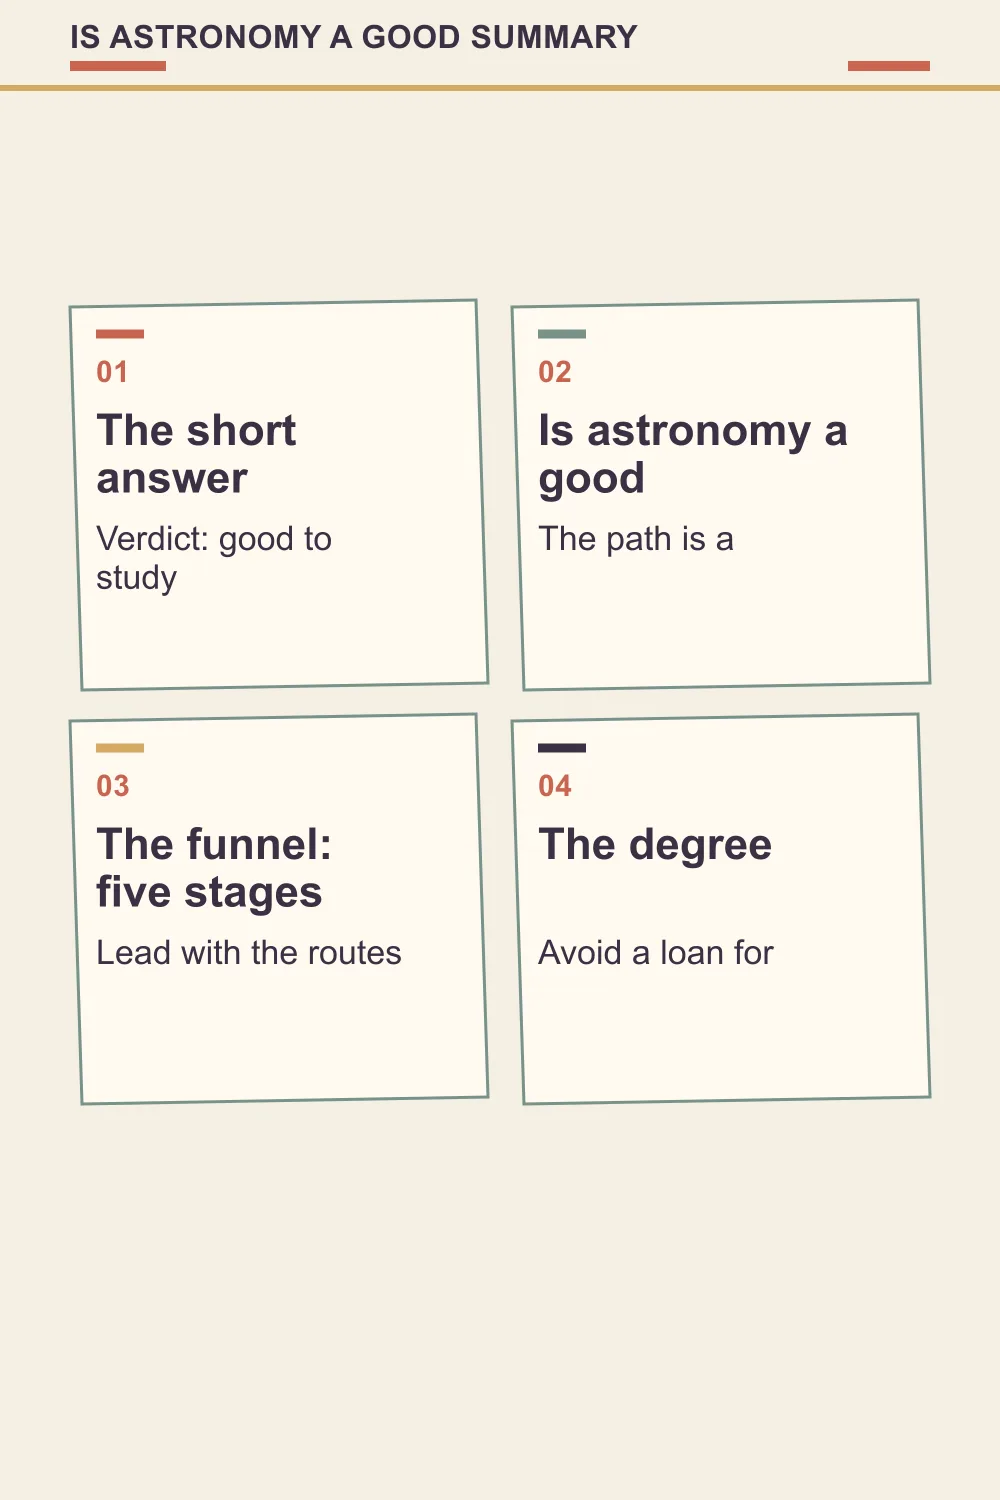 IS ASTRONOMY A GOOD SUMMARY
01
The short
answer
Verdict: good to
study
02
Is astronomy a
good
The path is a
03
The funnel:
five stages
Lead with the routes
04
The degree
Avoid a loan for